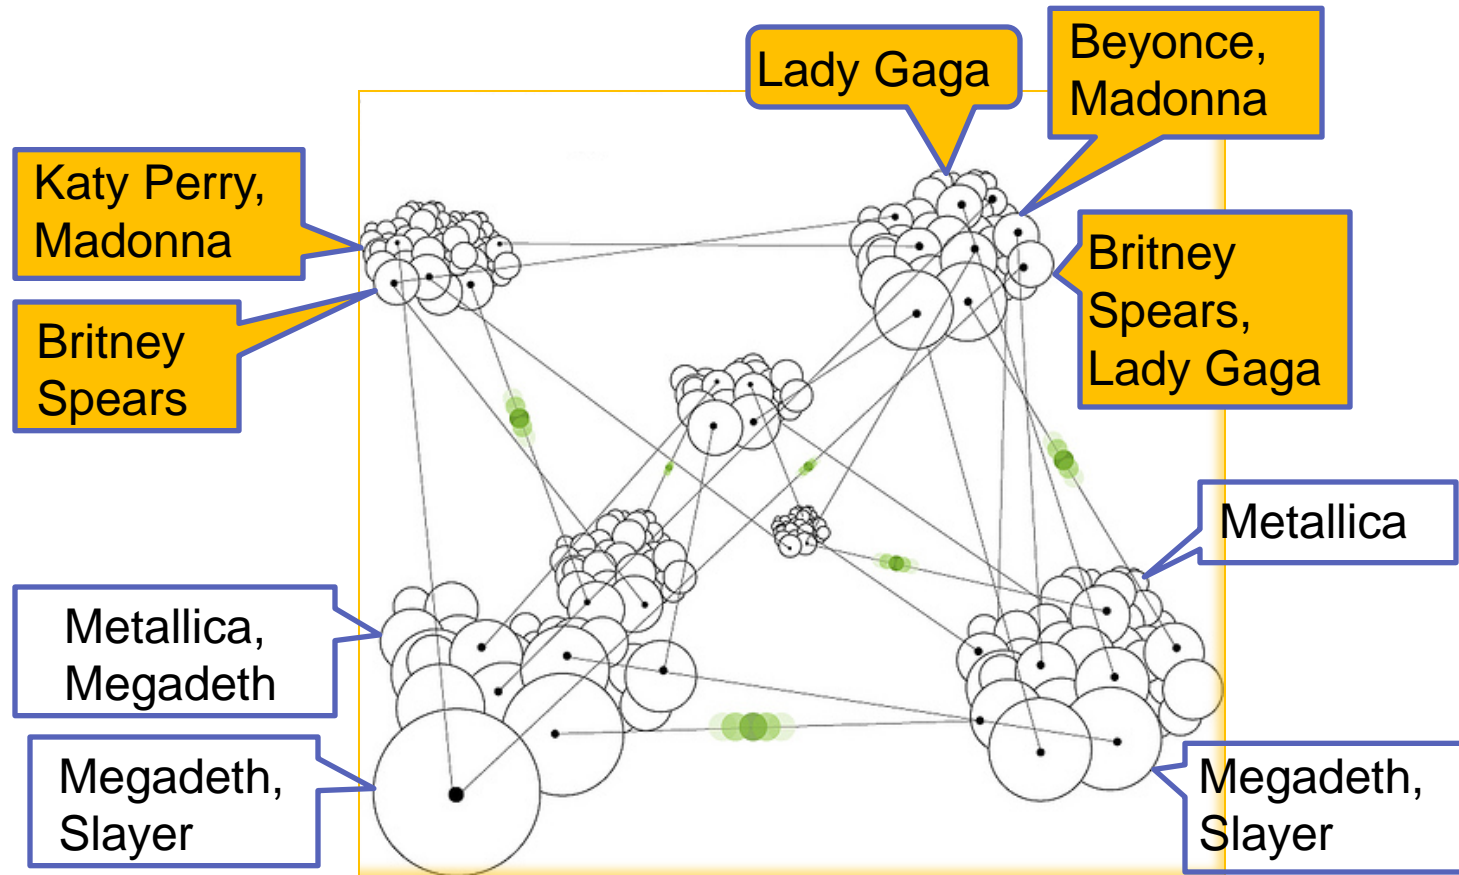 Lady Gaga
Beyonce,
Madonna
Katy Perry,
Madonna
Britney
Spears,
Lady Gaga
Britney
Spears
Metallica
Metallica,
Megadeth
Megadeth,
Slayer
Megadeth,
Slayer